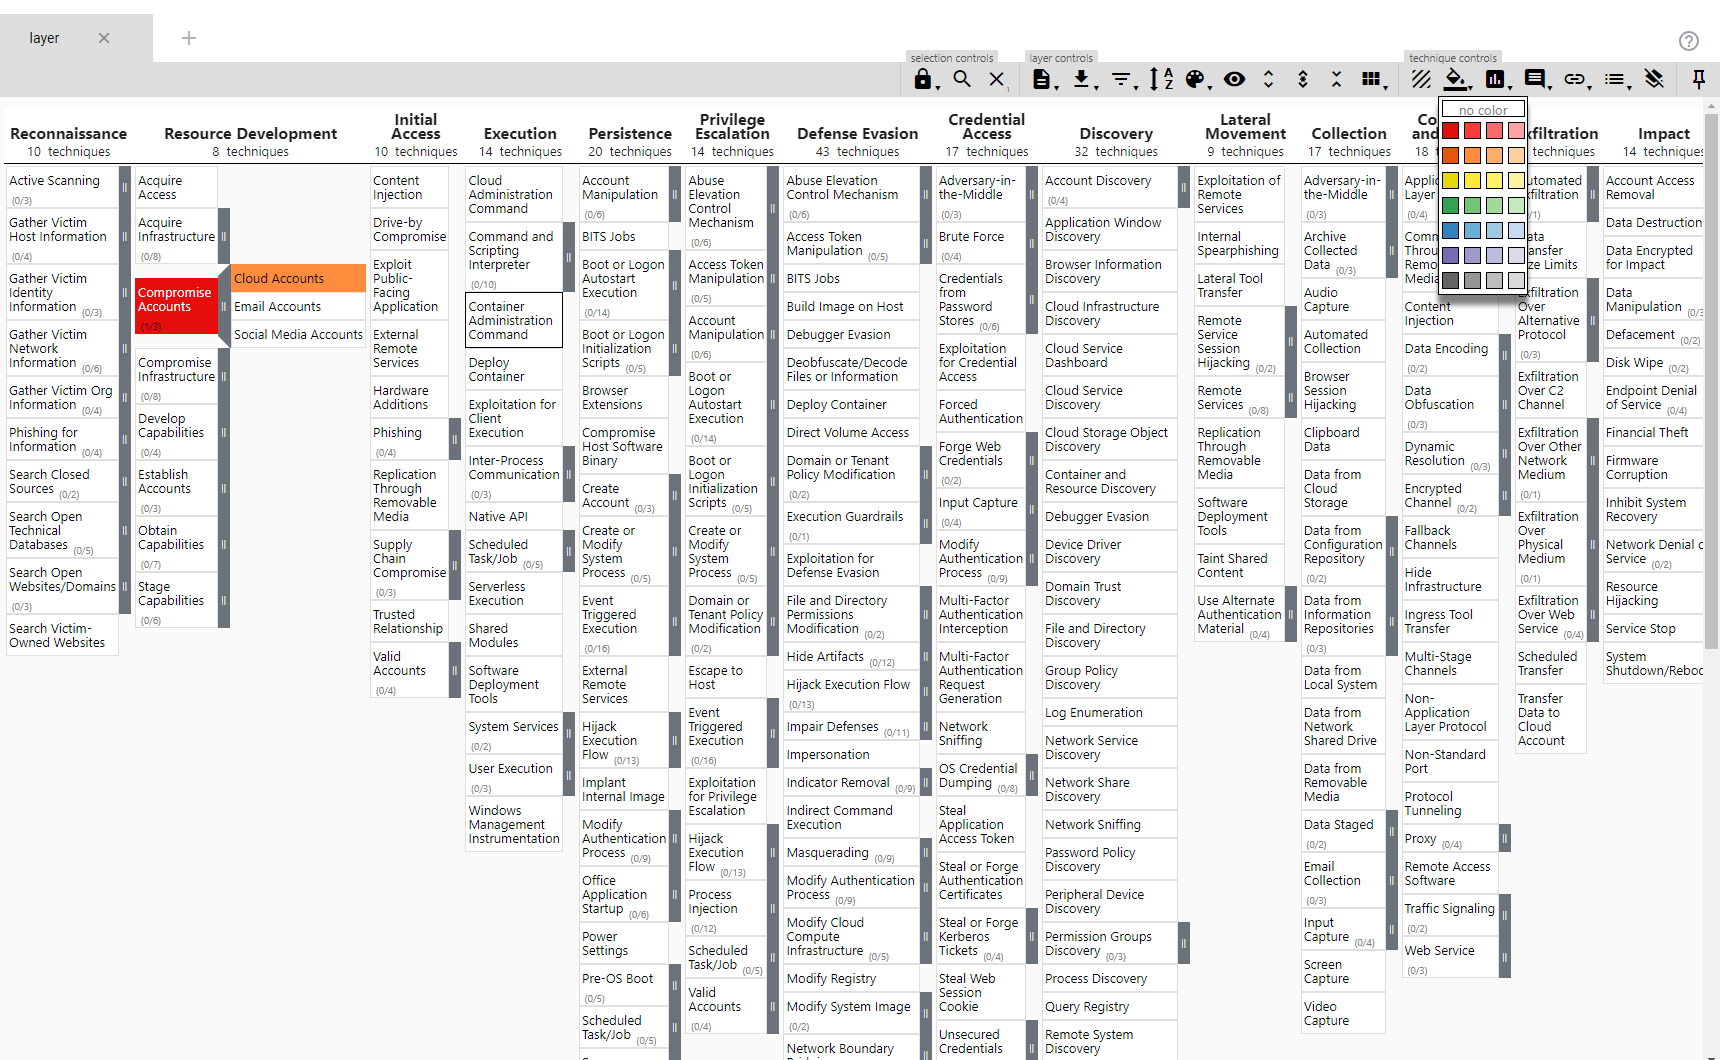 layer
selection controls
layer controls
technique controls
1
A
Z
no color
Reconnaissance
10 techniques
Active Scanning
(0/3)
Gather Victim
Host Information
(0/4)
Gather Victim
Identity
Information (0/3)
Gather Victim
Network
Information (0/6)
Gather Victim Org
Information (0/4)
Phishing for
Information (0/4)
Search Closed
Sources (0/2)
Search Open
Technical
Databases (0/5)
Search Open
Websites/Domains
(0/3)
Search Victim-
Owned Websites
Resource Development
8 techniques
Acquire
Access
Acquire
Infrastructure
(0/8)
Compromise
Accounts
(1/3)
Cloud Accounts
Email Accounts
Social Media Accounts
Compromise
Infrastructure
(0/8)
Develop
Capabilities
(0/4)
Establish
Accounts
(0/3)
Obtain
Capabilities
(0/7)
Stage
Capabilities
(0/6)
Initial
Access
10 techniques
Content
Injection
Drive-by
Compromise
Exploit
Public-
Facing
Application
External
Remote
Services
Hardware
Additions
Phishing
(0/4)
Replication
Through
Removable
Media
Supply
Chain
Compromise
(0/3)
Trusted
Relationship
Valid
Accounts
(0/4)
Execution
14 techniques
Cloud
Administration
Command
Command and
Scripting
Interpreter
(0/10)
Container
Administration
Command
Deploy
Container
Exploitation for
Client
Execution
Inter-Process
Communication
(0/3)
Native API
Scheduled
Task/Job (0/5)
Serverless
Execution
Shared
Modules
Software
Deployment
Tools
System Services
(0/2)
User Execution
(0/3)
Windows
Management
Instrumentation
Persistence
20 techniques
Account
Manipulation
(0/6)
BITS Jobs
Boot or Logon
Autostart
Execution
(0/14)
Boot or Logon
Initialization
Scripts (0/5)
Browser
Extensions
Compromise
Host Software
Binary
Create
Account (0/3)
Create or
Modify
System
Process (0/5)
Event
Triggered
Execution
(0/16)
External
Remote
Services
Hijack
Execution
Flow (0/13)
Implant
Internal Image
Modify
Authentication
Process (0/9)
Office
Application
Startup (0/6)
Power
Settings
Pre-OS Boot
(0/5)
Scheduled
Task/Job (0/5)
Privilege
Escalation
14 techniques
Abuse
Elevation
Control
Mechanism
(0/6)
Access Token
Manipulation
(0/5)
Account
Manipulation
(0/6)
Boot or
Logon
Autostart
Execution
(0/14)
Boot or
Logon
Initialization
Scripts (0/5)
Create or
Modify
System
Process (0/5)
Domain or
Tenant Policy
Modification
(0/2)
Escape to
Host
Event
Triggered
Execution
(0/16)
Exploitation
for Privilege
Escalation
Hijack
Execution
Flow (0/13)
Process
Injection
(0/12)
Scheduled
Task/Job (0/5)
Valid
Accounts
(0/4)
Defense Evasion
43 techniques
Abuse Elevation
Control Mechanism
(0/6)
Access Token
Manipulation (0/5)
BITS Jobs
Build Image on Host
Debugger Evasion
Deobfuscate/Decode
Files or Information
Deploy Container
Direct Volume Access
Domain or Tenant
Policy Modification
(0/2)
Execution Guardrails
(0/1)
Exploitation for
Defense Evasion
File and Directory
Permissions
Modification (0/2)
Hide Artifacts (0/12)
Hijack Execution Flow
(0/13)
Impair Defenses (0/11)
Impersonation
Indicator Removal (0/9)
Indirect Command
Execution
Masquerading (0/9)
Modify Authentication
Process (0/9)
Modify Cloud
Compute
Infrastructure (0/5)
Modify Registry
Modify System Image
(0/2)
Network Boundary
Credential
Access
17 techniques
Adversary-in-
the-Middle
(0/3)
Brute Force
(0/4)
Credentials
from
Password
Stores (0/6)
Exploitation
for Credential
Access
Forced
Authentication
Forge Web
Credentials
(0/2)
Input Capture
(0/4)
Modify
Authentication
Process (0/9)
Multi-Factor
Authentication
Interception
Multi-Factor
Authentication
Request
Generation
Network
Sniffing
OS Credential
Dumping (0/8)
Steal
Application
Access Token
Steal or Forge
Authentication
Certificates
Steal or Forge
Kerberos
Tickets (0/4)
Steal Web
Session
Cookie
Unsecured
Credentials
Discovery
32 techniques
Account Discovery
(0/4)
Application Window
Discovery
Browser Information
Discovery
Cloud Infrastructure
Discovery
Cloud Service
Dashboard
Cloud Service
Discovery
Cloud Storage Object
Discovery
Container and
Resource Discovery
Debugger Evasion
Device Driver
Discovery
Domain Trust
Discovery
File and Directory
Discovery
Group Policy
Discovery
Log Enumeration
Network Service
Discovery
Network Share
Discovery
Network Sniffing
Password Policy
Discovery
Peripheral Device
Discovery
Permission Groups
Discovery (0/3)
Process Discovery
Query Registry
Remote System
Discovery
Lateral
Movement
9 techniques
Exploitation of
Remote
Services
Internal
Spearphishing
Lateral Tool
Transfer
Remote
Service
Session
Hijacking (0/2)
Remote
Services (0/8)
Replication
Through
Removable
Media
Software
Deployment
Tools
Taint Shared
Content
Use Alternate
Authentication
Material (0/4)
Collection
17 techniques
Adversary-in-
the-Middle
(0/3)
Archive
Collected
Data (0/3)
Audio
Capture
Automated
Collection
Browser
Session
Hijacking
Clipboard
Data
Data from
Cloud
Storage
Data from
Configuration
Repository
(0/2)
Data from
Information
Repositories
(0/3)
Data from
Local System
Data from
Network
Shared Drive
Data from
Removable
Media
Data Staged
(0/2)
Email
Collection
(0/3)
Input
Capture (0/4)
Screen
Capture
Video
Capture
Co
and
18 t
Applic
Layer
(0/4)
Comm
Throu
Remo
Media
Content
Injection
Data Encoding
(0/2)
Data
Obfuscation
(0/3)
Dynamic
Resolution (0/3)
Encrypted
Channel (0/2)
Fallback
Channels
Hide
Infrastructure
Ingress Tool
Transfer
Multi-Stage
Channels
Non-
Application
Layer Protocol
Non-Standard
Port
Protocol
Tunneling
Proxy (0/4)
Remote Access
Software
Traffic Signaling
(0/2)
Web Service
(0/3)
xfiltration
techniques
utomated
xfiltration
/1)
ata
ransfer
ize Limits
Exfiltration
Over
Alternative
Protocol
(0/3)
Exfiltration
Over C2
Channel
Exfiltration
Over Other
Network
Medium
(0/1)
Exfiltration
Over
Physical
Medium
(0/1)
Exfiltration
Over Web
Service (0/4)
Scheduled
Transfer
Transfer
Data to
Cloud
Account
Impact
14 techniques
Account Access
Removal
Data Destruction
Data Encrypted
for Impact
Data
Manipulation (0/3
Defacement (0/2)
Disk Wipe (0/2)
Endpoint Denial
of Service (0/4)
Financial Theft
Firmware
Corruption
Inhibit System
Recovery
Network Denial o
Service (0/2)
Resource
Hijacking
Service Stop
System
Shutdown/Reboo